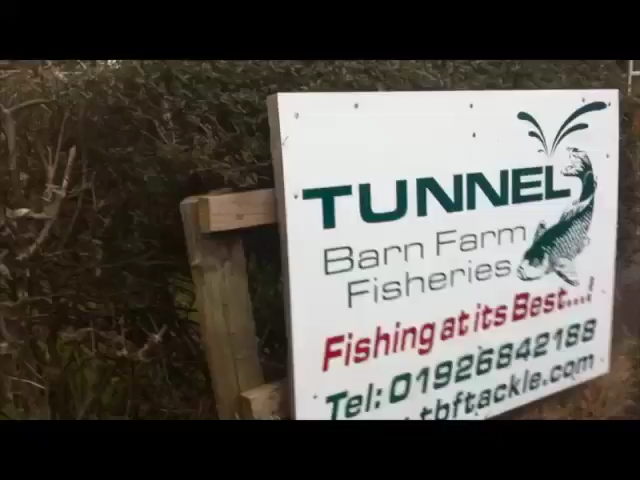 TUNNEL
Barn Farm
Fisheries
Fishing at its Best...!
Tel: 01926842188
.tbftackle.com